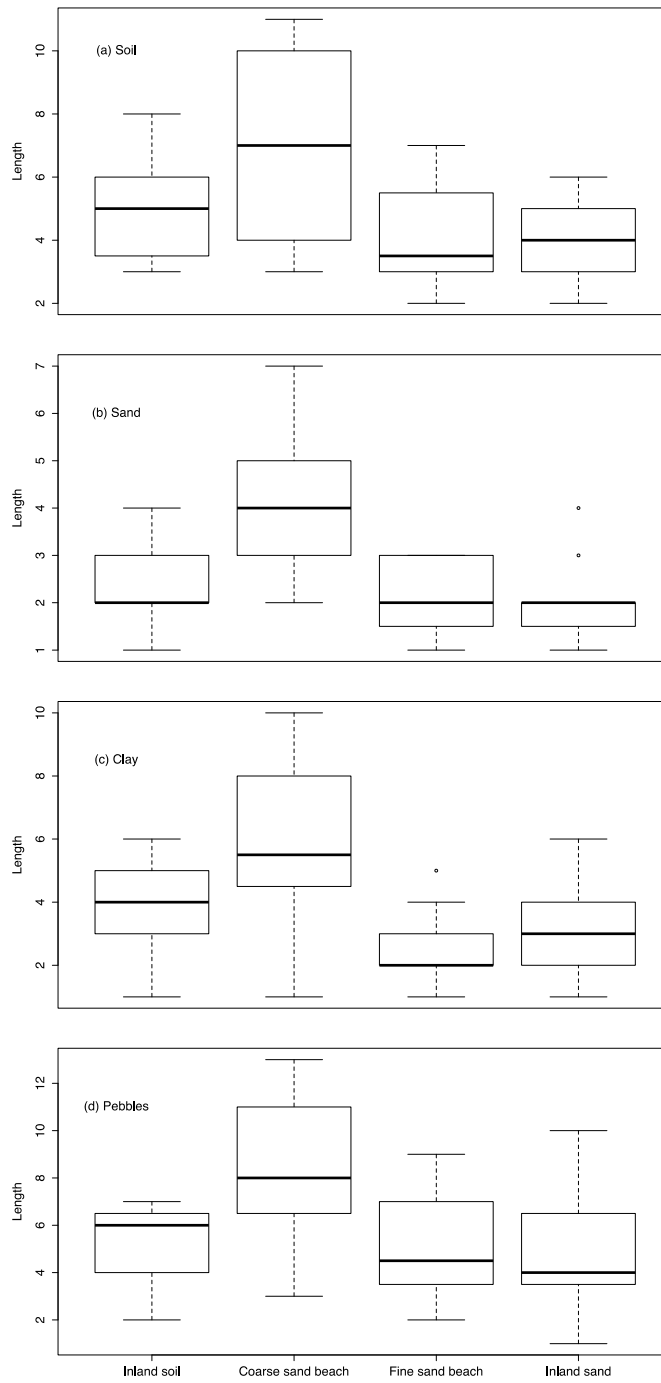 (a) Soil
Length
10
8
6
4
2
(b) Sand
Length
7
6
5
4
3
2
1
(c) Clay
Length
10
8
6
4
2
(d) Pebbles
Length
12
10
8
6
4
2
Inland soil Coarse sand beach Fine sand beach Inland sand